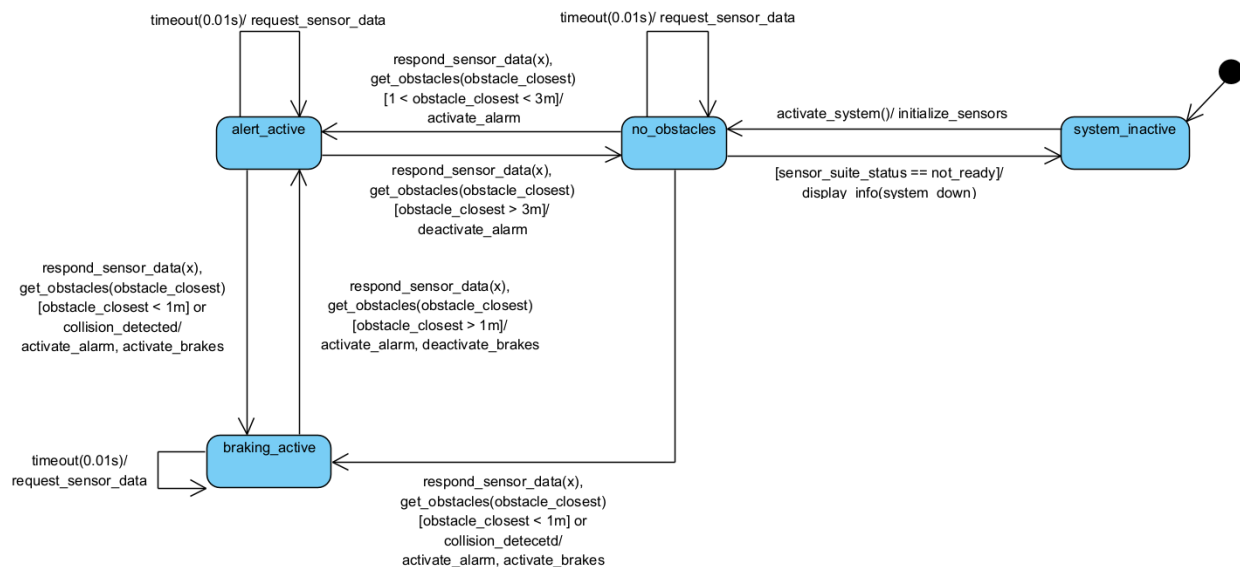 timeout(0.01s)/ request_sensor_data
timeout(0.01s)/ request_sensor_data
respond_sensor_data(x),
get_obstacles(obstacle_closest)
[1 < obstacle_closest < 3m]/
activate_alarm
activate_system()/ initialize_sensors
alert_active
no_obstacles
system_inactive
respond_sensor_data(x),
get_obstacles(obstacle_closest)
[obstacle_closest > 3m]/
deactivate_alarm
[sensor_suite_status == not_ready]/
display_info(system_down)
respond_sensor_data(x),
get_obstacles(obstacle_closest)
[obstacle_closest < 1m] or
collision_detected/
activate_alarm, activate_brakes
respond_sensor_data(x),
get_obstacles(obstacle_closest)
[obstacle_closest > 1m]/
activate_alarm, deactivate_brakes
braking_active
timeout(0.01s)/
request_sensor_data
respond_sensor_data(x),
get_obstacles(obstacle_closest)
[obstacle_closest < 1m] or
collision_detecetd/
activate_alarm, activate_brakes